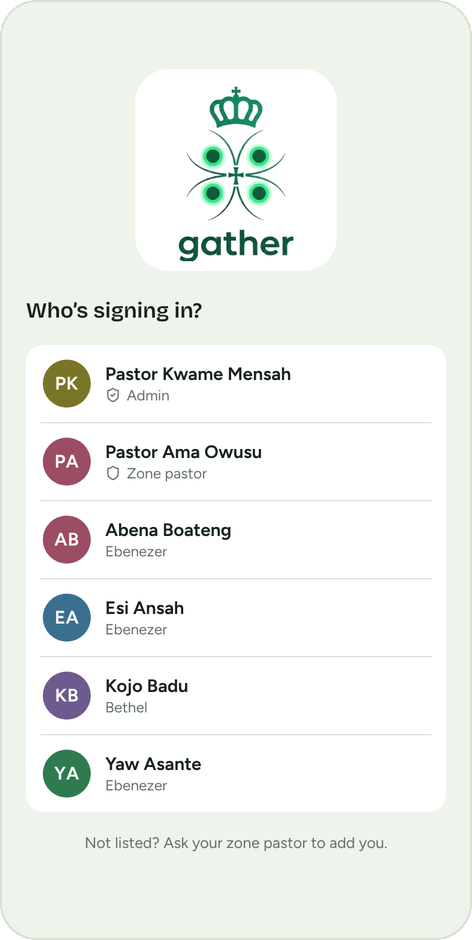 gather
Who's signing in?
PK
Pastor Kwame Mensah
Admin
PA
Pastor Ama Owusu
Zone pastor
AB
Abena Boateng
Ebenezer
EA
Esi Ansah
Ebenezer
KB
Kojo Badu
Bethel
YA
Yaw Asante
Ebenezer
Not listed? Ask your zone pastor to add you.